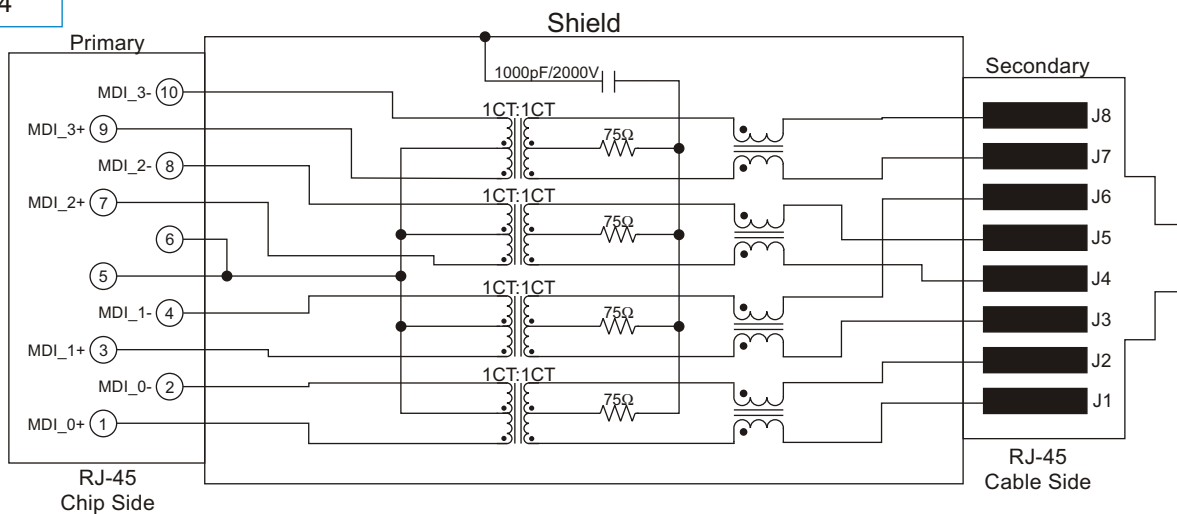 4
Shield
Primary
1000pF/2000V
Secondary
MDI_3- 10
1CT:1CT
J8
MDI_3+ 9
75Ω
J7
MDI_2- 8
1CT:1CT
J6
MDI_2+ 7
75Ω
J5
6
5
J4
1CT:1CT
MDI_1- 4
75Ω
J3
MDI_1+ 3
J2
1CT:1CT
MDI_0- 2
75Ω
J1
MDI_0+ 1
RJ-45
Chip Side
RJ-45
Cable Side